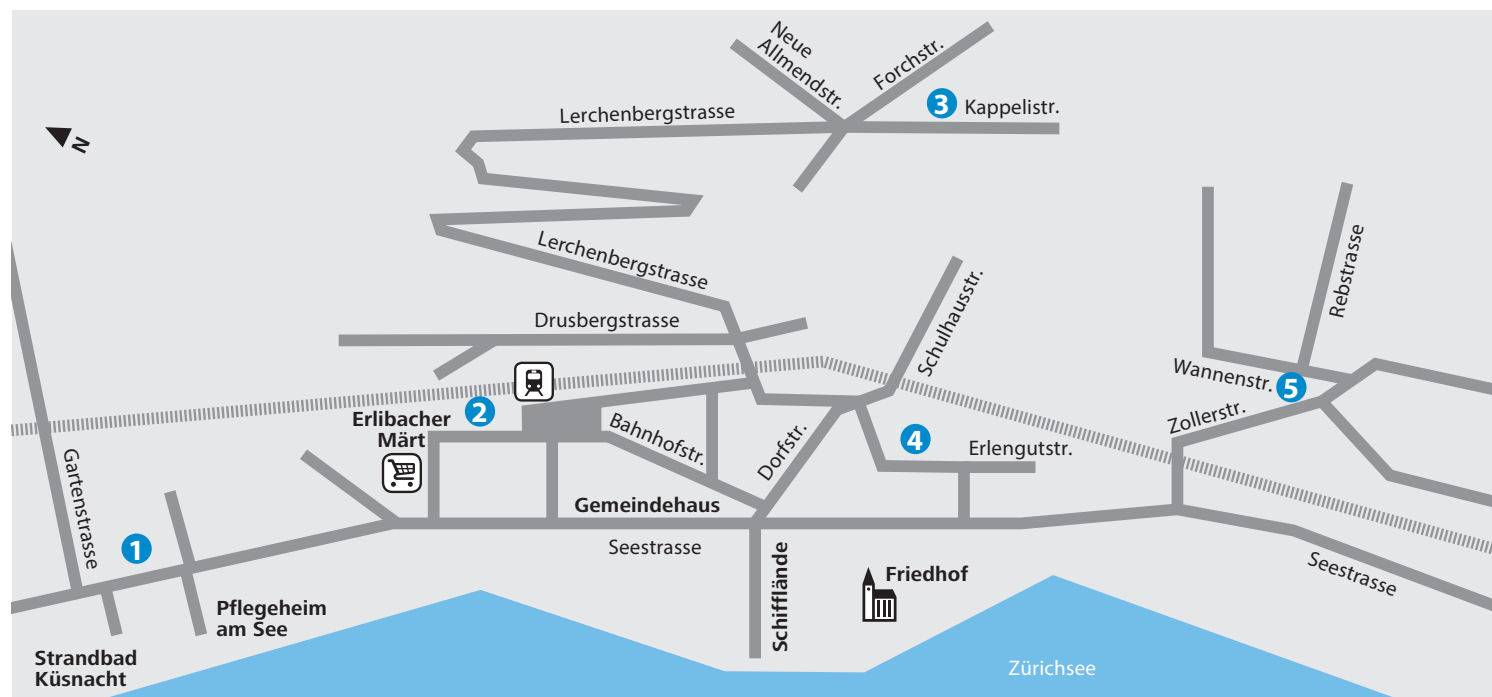 Neue
Allmendstr.
Forchstr.
3
Kappelistr.
Lerchenbergstrasse
N
Lerchenbergstrasse
Schulhausstr.
Rebstrasse
Drusbergstrasse
Wannenstr.
5
Zollerstr.
2
Erlibacher
Märt
Bahnhofstr.
Dorfstr.
4
Erlengutstr.
Gartenstrasse
Gemeindehaus
1
Seestrasse
Schifflände
Friedhof
Seestrasse
Pflegeheim
am See
Strandbad
Küsnacht
Zürichsee